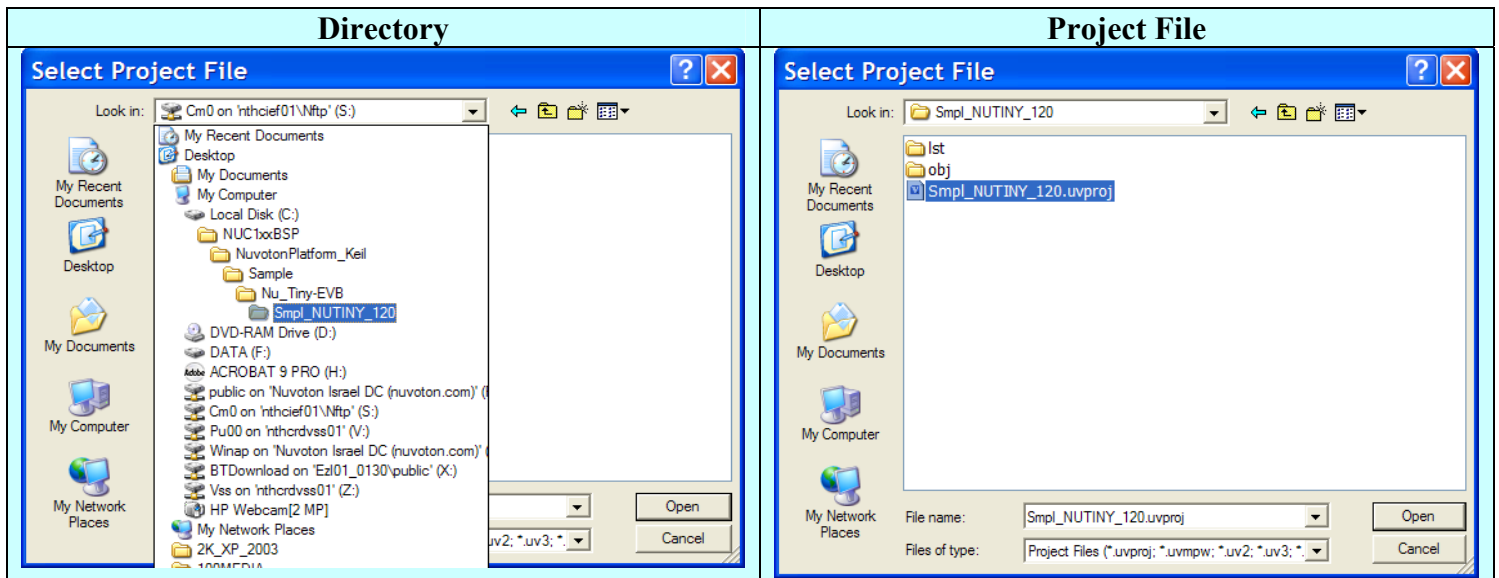 Directory
Select Project File
Look in:
Cm0 on 'nthcief01\Nftp' (S:)
My Recent Documents
Desktop
My Documents
My Computer
Local Disk (C:)
NUC1xxBSP
NuvotonPlatform_Keil
Sample
Nu_Tiny-EVB
Smpl_NUTINY_120
DVD-RAM Drive (D:)
DATA (F:)
Adobe
ACROBAT 9 PRO (H:)
public on 'Nuvoton Israel DC (nuvoton.com)' (
Cm0 on 'nthcief01\Nftp' (S:)
Pu00 on 'nthcrdvss01' (V:)
Winap on 'Nuvoton Israel DC (nuvoton.com)' (
BTDownload on 'Ezl01_0130\public' (X:)
Vss on 'nthcrdvss01' (Z:)
HP Webcam[2 MP]
My Network Places
2K_XP_2003
My Recent
Documents
Desktop
My Documents
My Computer
My Network
Places
Open
uv2; *.uv3; *.
Cancel
Project File
Select Project File
Look in:
Smpl_NUTINY_120
lst
obj
Smpl_NUTINY_120.uvproj
My Recent
Documents
Desktop
My Documents
My Computer
My Network
Places
File name:
Smpl_NUTINY_120.uvproj
Open
Files of type:
Project Files (*.uvproj; *.uvmpw; *.uv2; *.uv3; *.
Cancel